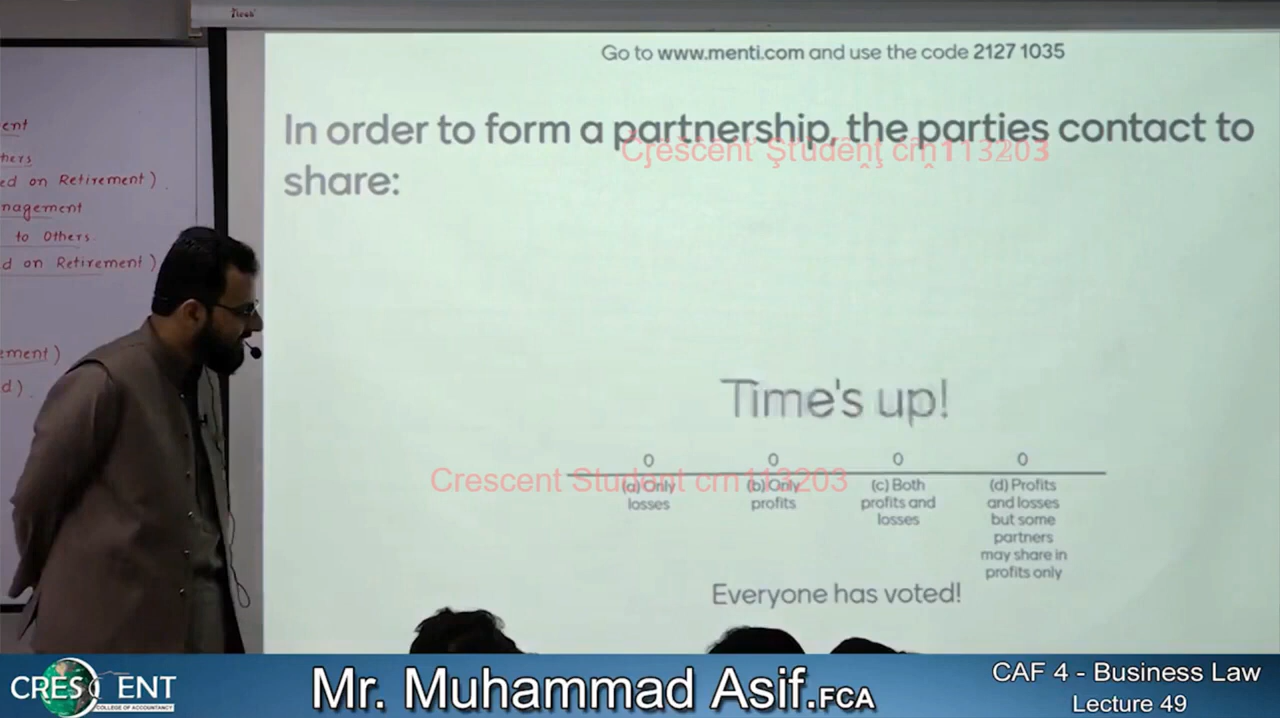 Go to www.menti.com and use the code 2127 1035
In order to form a partnership, the parties contact to
share:
Crescent Student crn113203
ent
hers
ed on Retirement)
nagement
to Others
d on Retirement)
ement)
d)
Time's up!
0 0 0 0
Crescent Student crn113203
(a) Only
losses
(b) Only
profits
(c) Both
profits and
losses
(d) Profits
and losses
but some
partners
may share in
profits only
Everyone has voted!
CRESCENT
COLLEGE OF ACCOUNTANCY
Mr. Muhammad Asif.FCA
CAF 4 - Business Law
Lecture 49